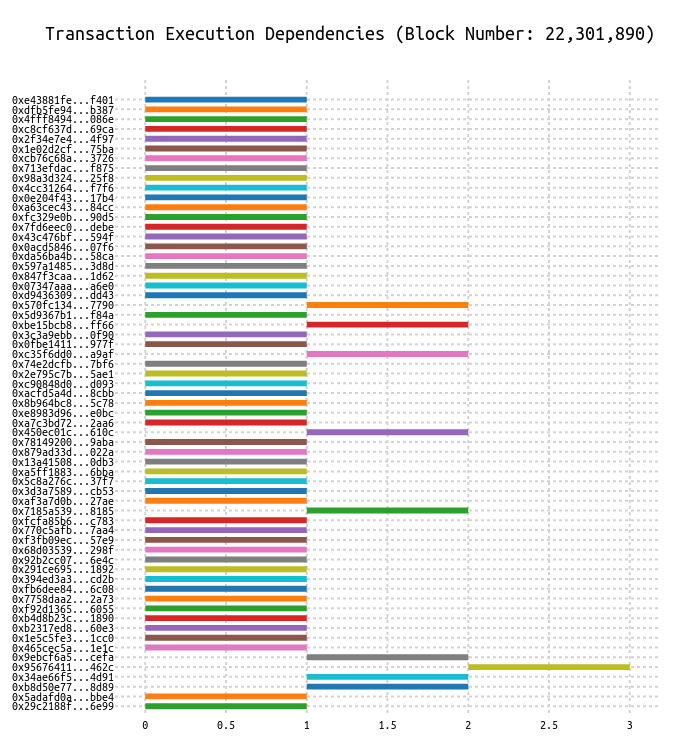 Transaction Execution Dependencies (Block Number: 22,301,890)
0xe43881fe...f401
0xdfb5fe94...b387
0x4fff8494...086e
0xc8cf637d...69ca
0x2f34e7e4...4f97
0x1e02d2cf...75ba
0xcb76c68a...3726
0x713efdac...f875
0x98a3d324...25f8
0x4cc31264...f7f6
0x0e204f43...17b4
0xa63cec43...84cc
0xfc329e0b...90d5
0x7fd6eec0...debe
0x43c476bf...594f
0x0acd5846...07f6
0xda56ba4b...58ca
0x597a1485...3d8d
0x847f3caa...1d62
0x07347aaa...a6e0
0xd9436309...dd43
0x570fc134...7790
0x5d9367b1...f84a
0xbe15bcb8...ff66
0x3c3a9ebb...0f90
0x0fbe1411...977f
0xc35f6dd0...a9af
0x74e2dcfb...7bf6
0x2e795c7b...5ae1
0xc90848d0...d093
0xacfd5a4d...8cbb
0x8b964bc8...5c78
0xe8983d96...e0bc
0xa7c3bd72...2aa6
0x450ec01c...610c
0x78149200...9aba
0x879ad33d...022a
0x13a41508...0db3
0xa5ff1883...6bba
0x5c8a276c...37f7
0x3d3a7589...cb53
0xaf3a7d0b...27ae
0x7185a539...8185
0xfcfa85b6...c783
0x770c5afb...7aa4
0xf3fb09ec...57e9
0x68d03539...298f
0x92b2cc07...6e4c
0x291ce695...1892
0x394ed3a3...cd2b
0xfb6dee84...6c08
0x7758daa2...2a73
0xf92d1365...6055
0xb4d8b23c...1890
0xb2317ed8...60e3
0x1e5c5fe3...1cc0
0x465cec5a...1e1c
0x9ebcf6a5...cefa
0x95676411...462c
0x34ae66f5...4d91
0xb8d50e77...8d89
0x5adafd0a...bbe4
0x29c2188f...6e99
0 0.5 1 1.5 2 2.5 3